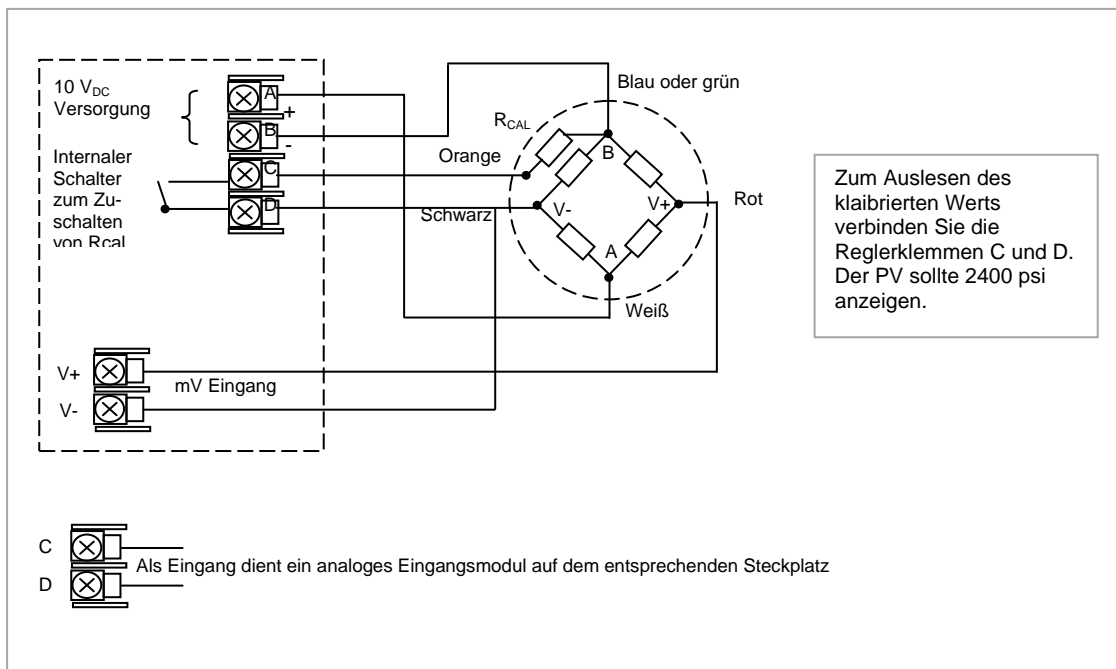 10 VDC
Versorgung
A
+
B
-
Internaler
Schalter
zum Zu-
schalten
von Rcal
C
D
Blau oder grün
RCAL
Orange
B
Schwarz
V-
V+
Rot
A
Weiß
V+
mV Eingang
V-
Zum Auslesen des
klaibrierten Werts
verbinden Sie die
Reglerklemmen C und D.
Der PV sollte 2400 psi
anzeigen.
C
Als Eingang dient ein analoges Eingangsmodul auf dem entsprechenden Steckplatz
D